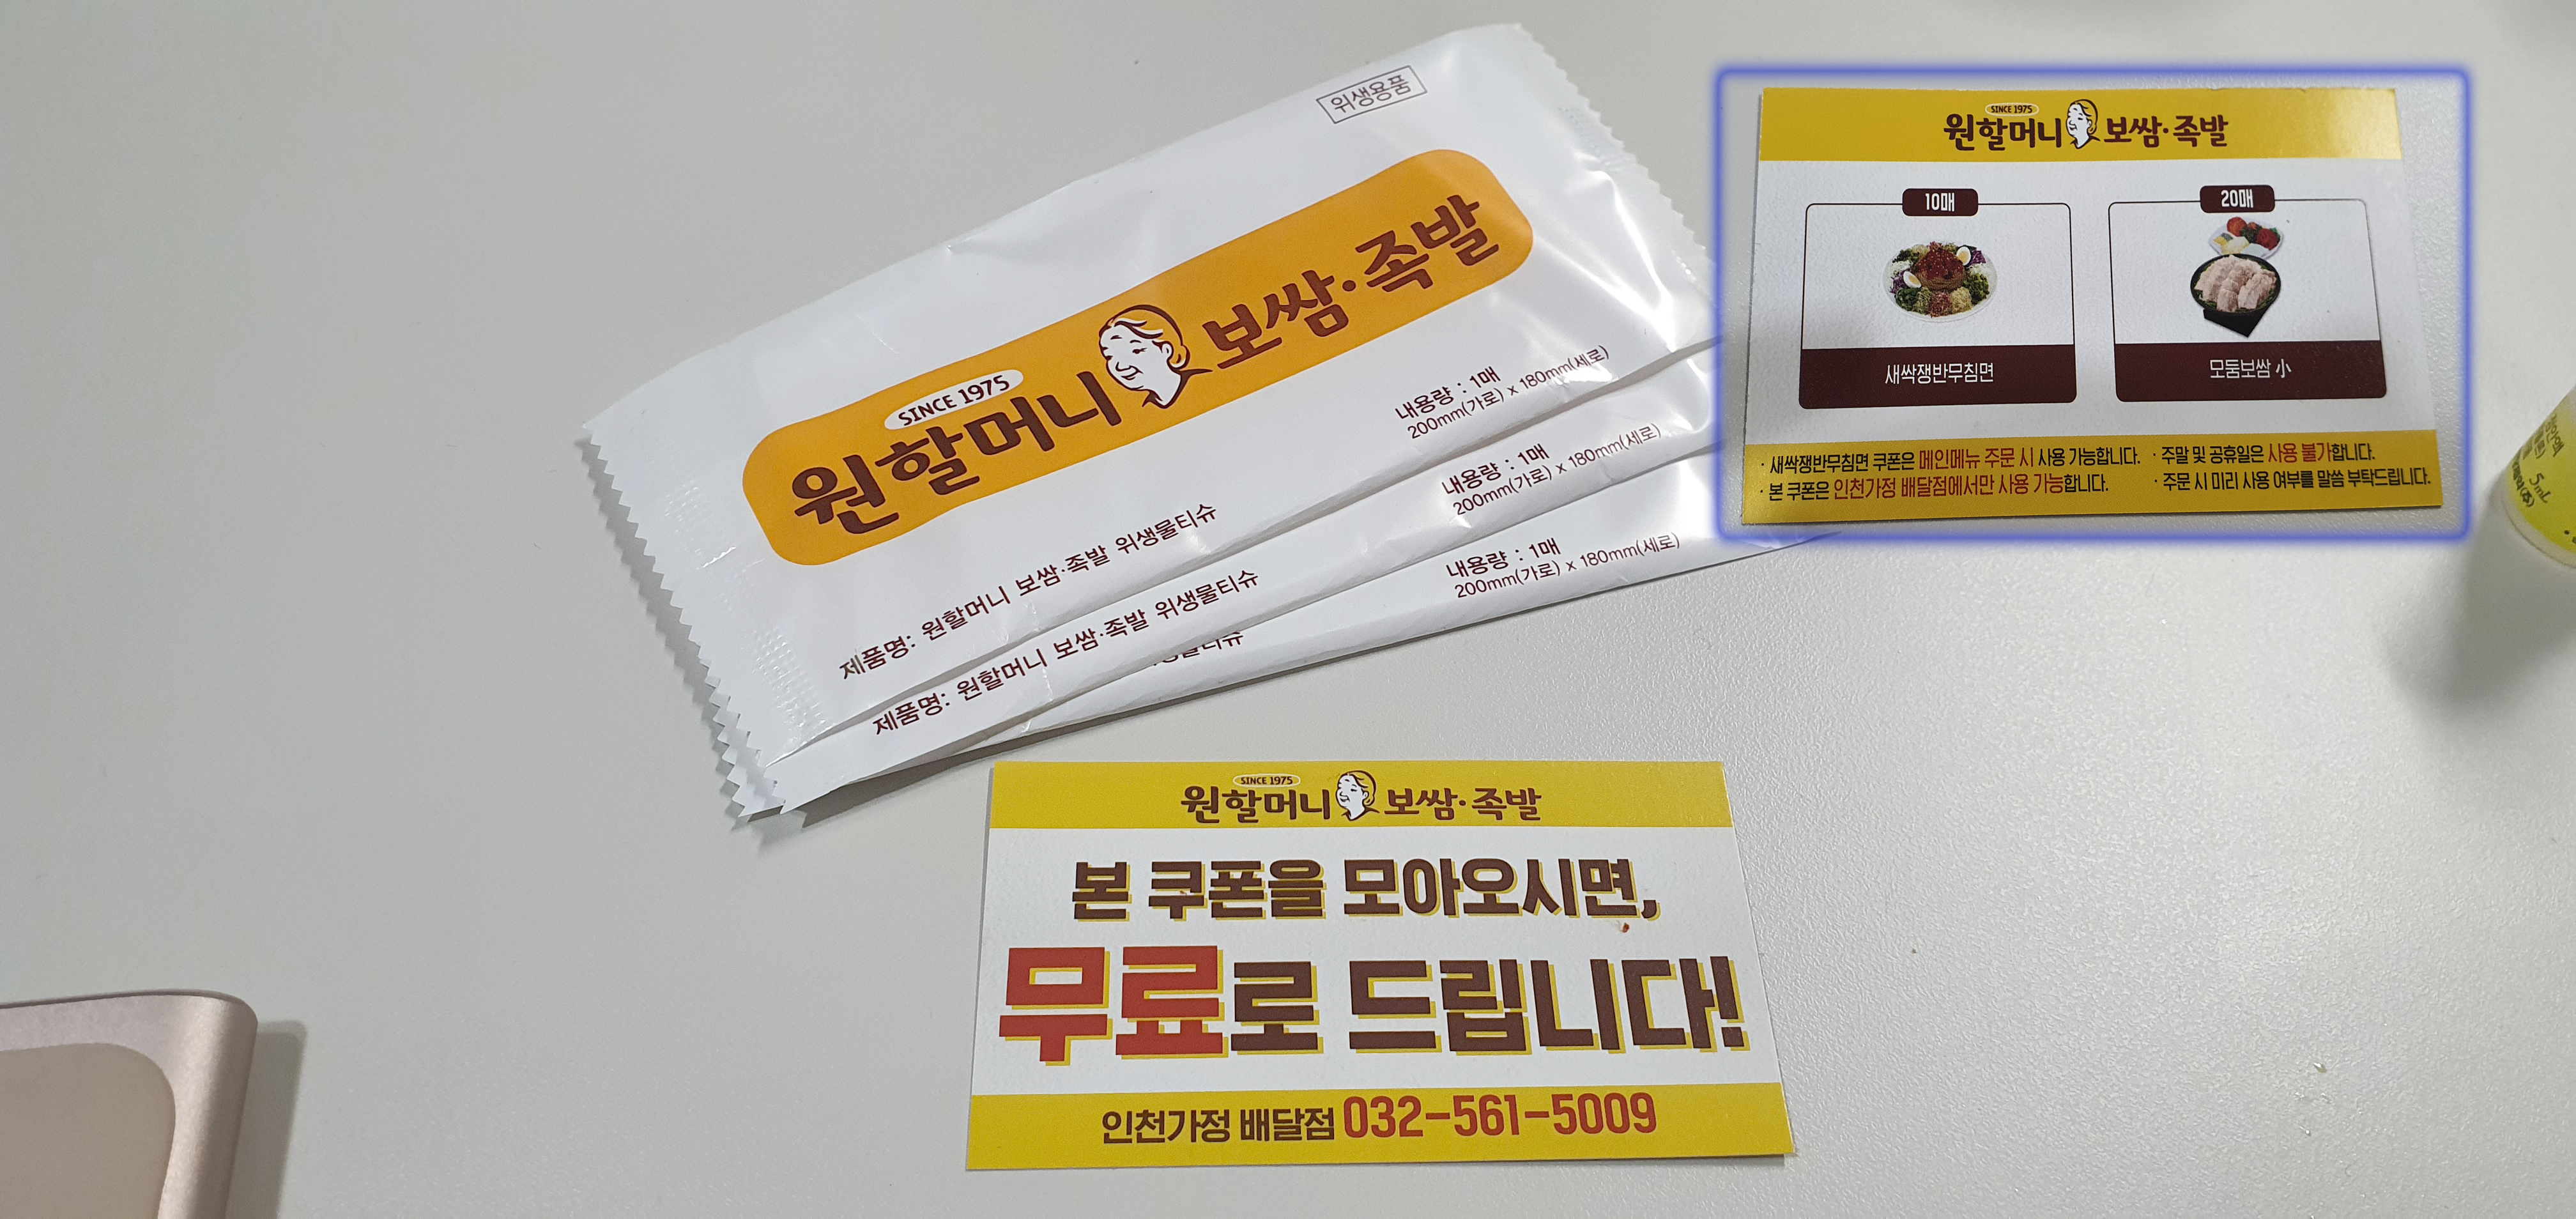 위생용품
SINCE 1975
원할머니 보쌈·족발
내용량 : 1매
200mm(가로) x 180mm(세로)
제품명: 원할머니 보쌈·족발 위생물티슈
내용량 : 1매
200mm(가로) x 180mm(세로)
제품명: 원할머니 보쌈·족발 위생물티슈
내용량 : 1매
200mm(가로) x 180mm(세로)
SINCE 1975
원할머니 보쌈·족발
10매
새싹쟁반무침면
20매
모둠보쌈 小
· 새싹쟁반무침면 쿠폰은 메인메뉴 주문 시 사용 가능합니다.
· 본 쿠폰은 인천가정 배달점에서만 사용 가능합니다.
· 주말 및 공휴일은 사용 불가합니다.
· 주문 시 미리 사용 여부를 말씀 부탁드립니다.
5mL
SINCE 1975
원할머니 보쌈·족발
본 쿠폰을 모아오시면,
무료로 드립니다!
인천가정 배달점 032-561-5009